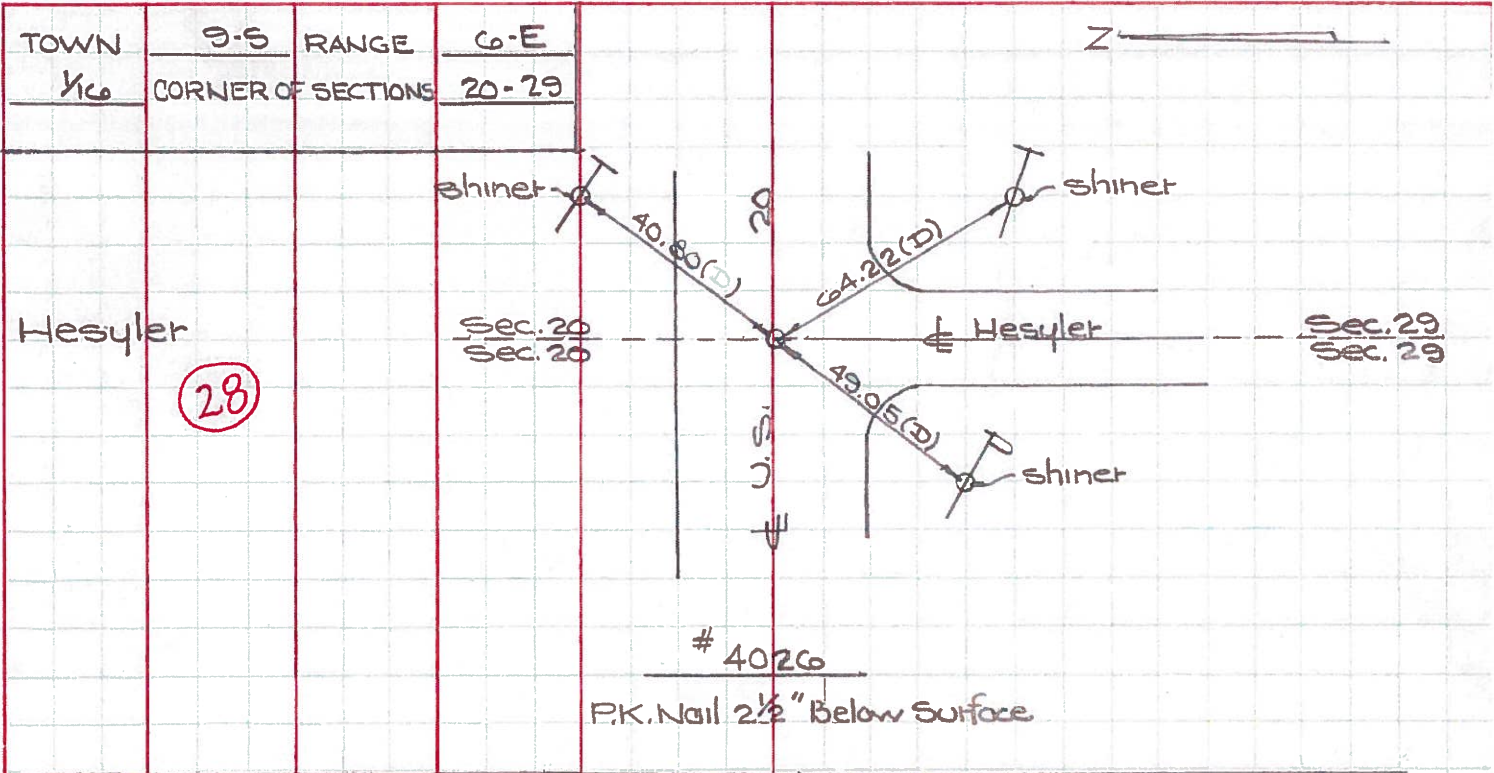 TOWN 9-S RANGE 6-E
1/16 CORNER OF SECTIONS 20-29
Z
shiner
shiner
40.80(D)
20
64.22(D)
Hesyler
Sec. 20
Sec. 20
℄ Hesyler
Sec. 29
Sec. 29
28
49.05(D)
℄ U.S.
shiner
# 4026
P.K. Nail 2½" Below Surface